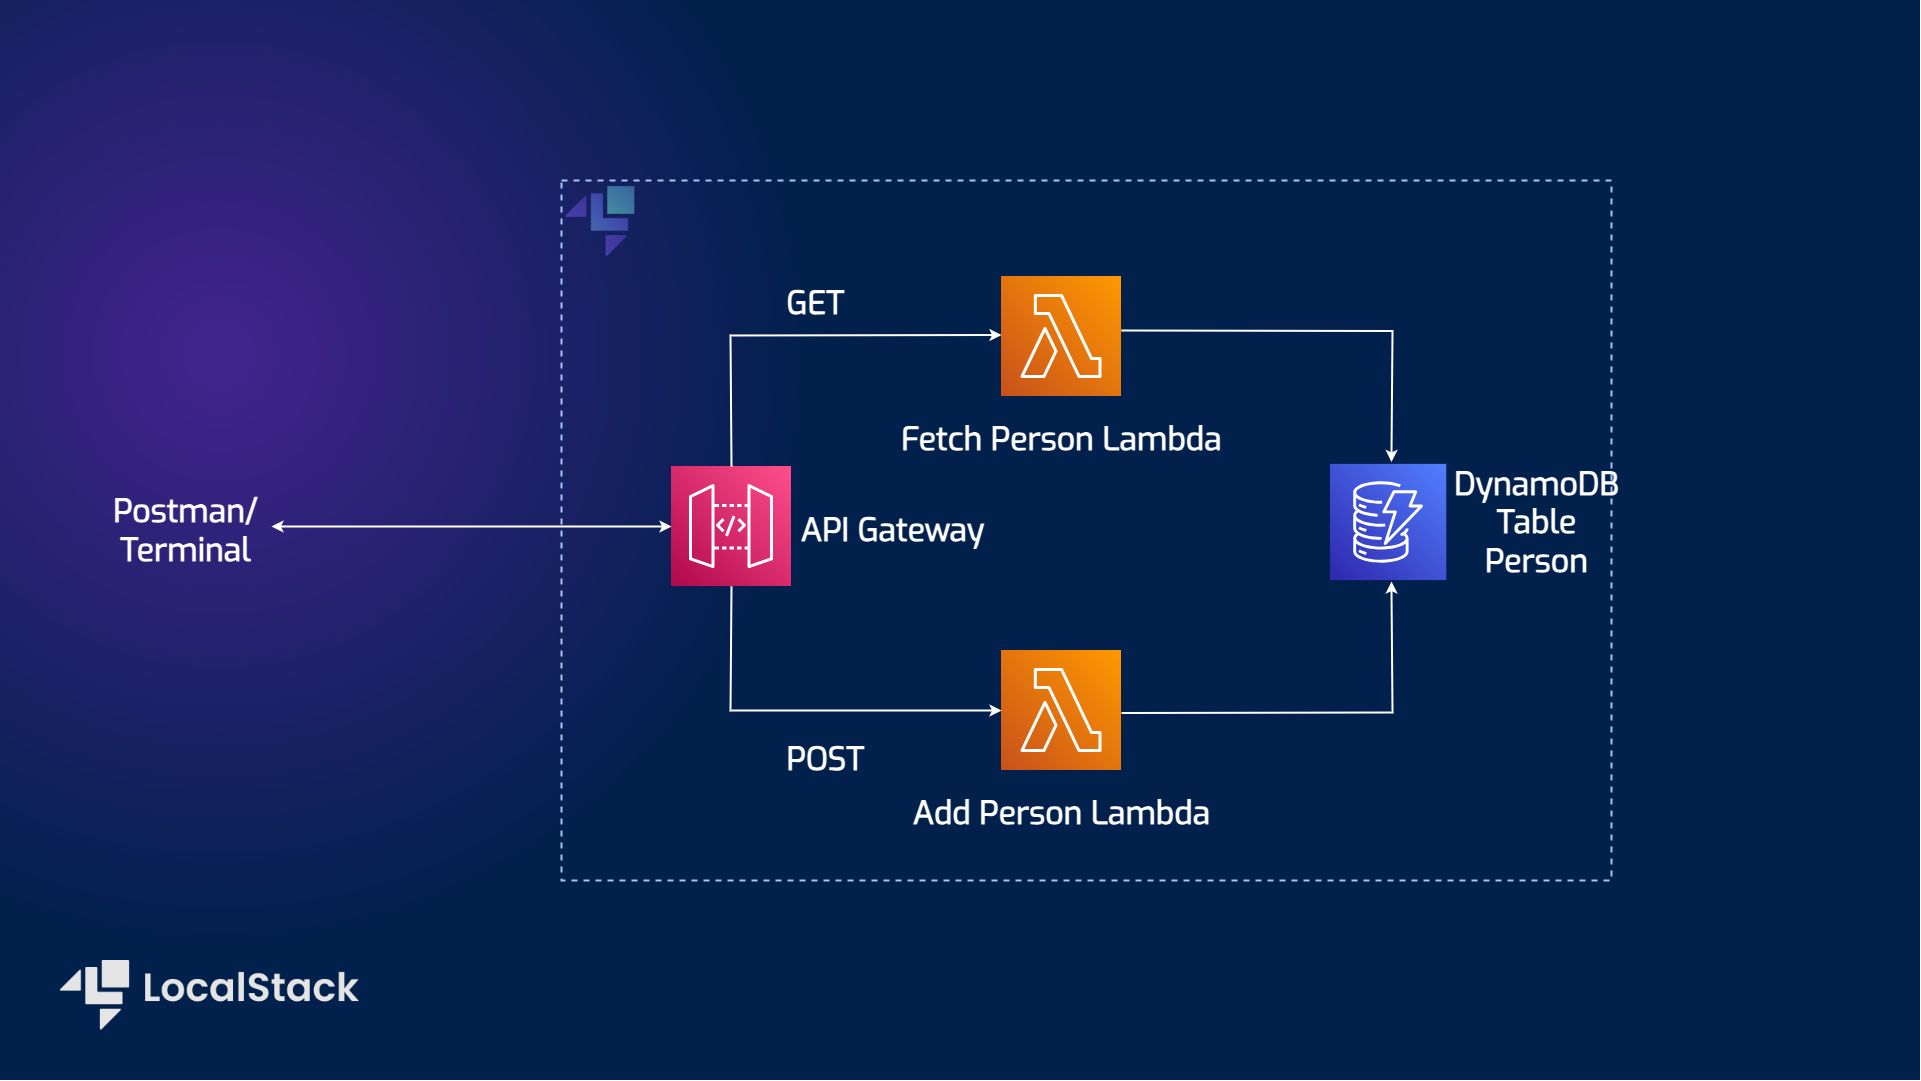 GET
Fetch Person Lambda
Postman/
Terminal
API Gateway
DynamoDB
Table
Person
POST
Add Person Lambda
LocalStack